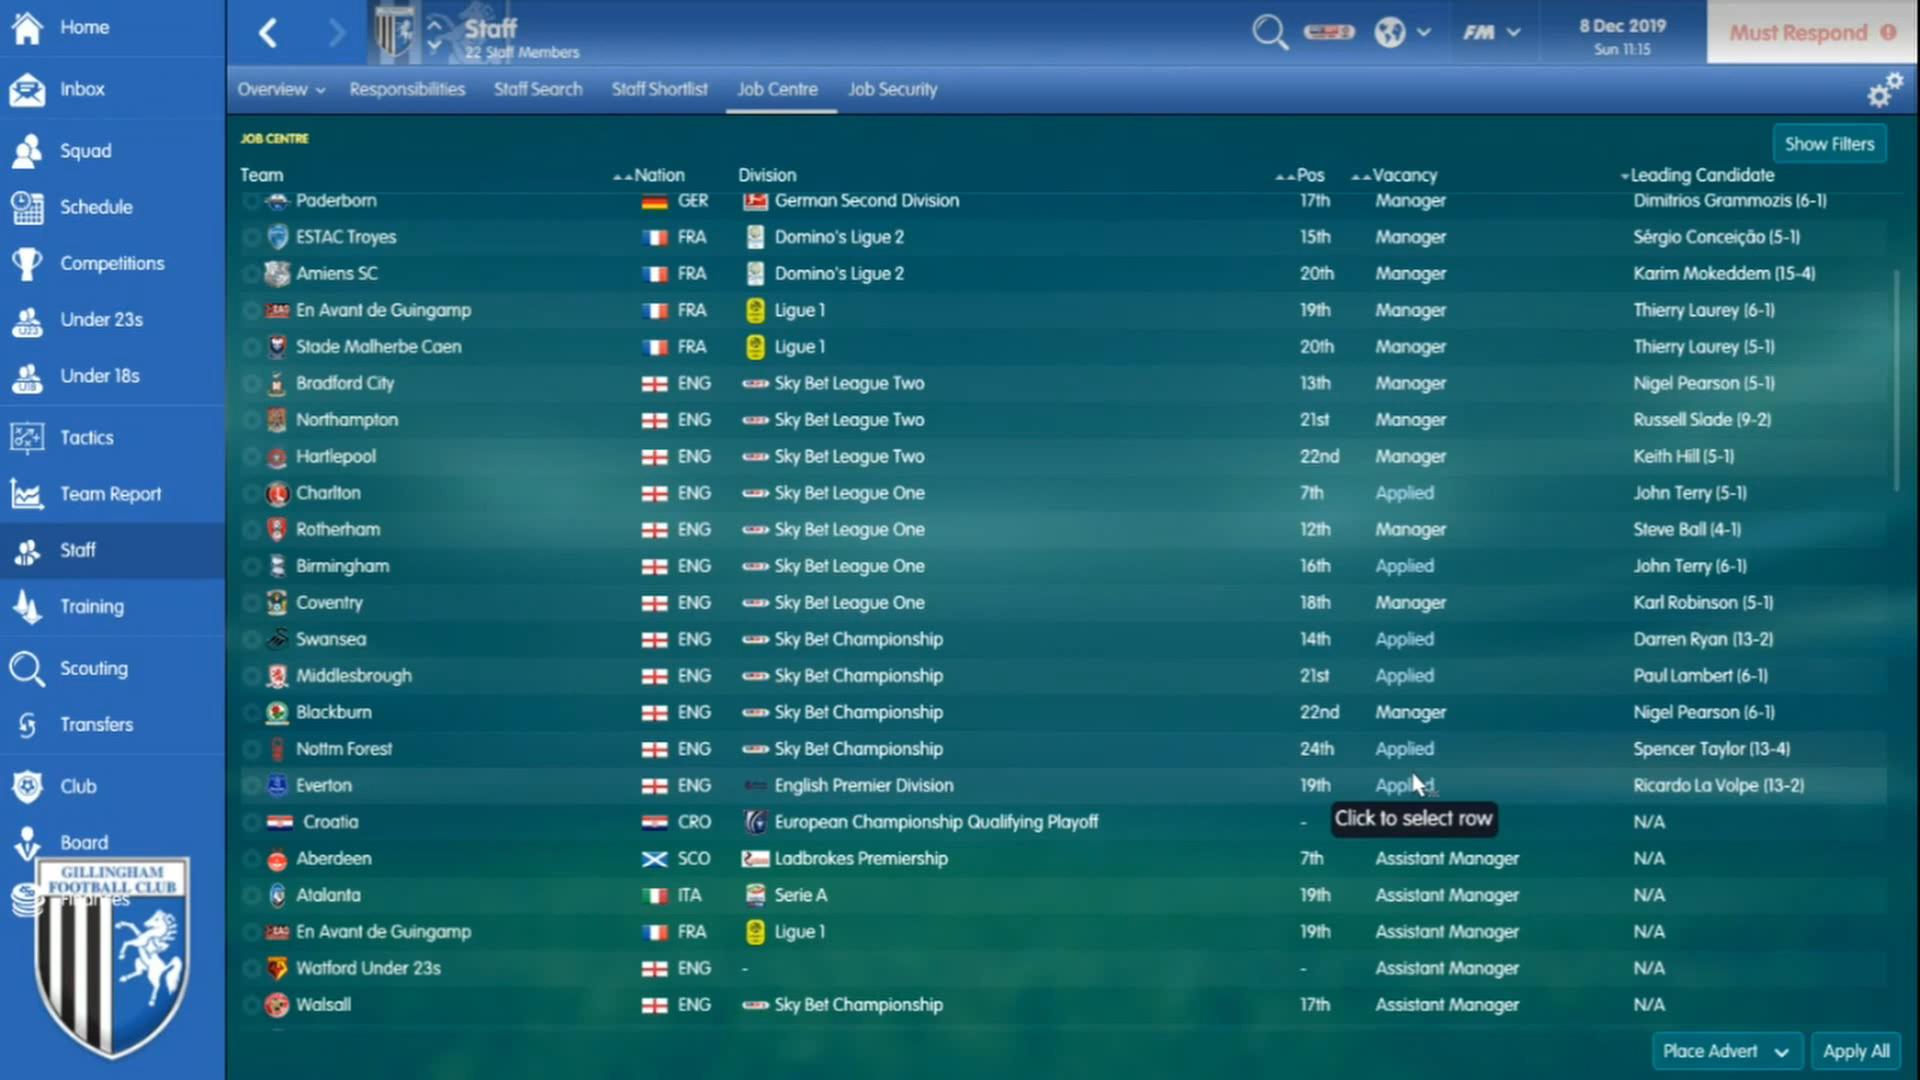 Home
Inbox
Squad
Schedule
Competitions
Under 23s
Under 18s
Tactics
Team Report
Staff
Training
Scouting
Transfers
Club
Board
Finances
GILLINGHAM
FOOTBALL CLUB
Staff
22 Staff Members
FM
8 Dec 2019
Sun 11:15
Must Respond
Overview Responsibilities Staff Search Staff Shortlist Job Centre Job Security
JOB CENTRE
Show Filters
Team Nation Division Pos Vacancy Leading Candidate
Paderborn GER German Second Division 17th Manager Dimitrios Grammozis (6-1)
ESTAC Troyes FRA Domino's Ligue 2 15th Manager Sérgio Conceição (5-1)
Amiens SC FRA Domino's Ligue 2 20th Manager Karim Mokeddem (15-4)
En Avant de Guingamp FRA Ligue 1 19th Manager Thierry Laurey (6-1)
Stade Malherbe Caen FRA Ligue 1 20th Manager Thierry Laurey (5-1)
Bradford City ENG Sky Bet League Two 13th Manager Nigel Pearson (5-1)
Northampton ENG Sky Bet League Two 21st Manager Russell Slade (9-2)
Hartlepool ENG Sky Bet League Two 22nd Manager Keith Hill (5-1)
Charlton ENG Sky Bet League One 7th Applied John Terry (5-1)
Rotherham ENG Sky Bet League One 12th Manager Steve Ball (4-1)
Birmingham ENG Sky Bet League One 16th Applied John Terry (6-1)
Coventry ENG Sky Bet League One 18th Manager Karl Robinson (5-1)
Swansea ENG Sky Bet Championship 14th Applied Darren Ryan (13-2)
Middlesbrough ENG Sky Bet Championship 21st Applied Paul Lambert (6-1)
Blackburn ENG Sky Bet Championship 22nd Manager Nigel Pearson (6-1)
Nottm Forest ENG Sky Bet Championship 24th Applied Spencer Taylor (13-4)
Everton ENG English Premier Division 19th Applied Ricardo La Volpe (13-2)
Croatia CRO European Championship Qualifying Playoff - N/A
Click to select row
Aberdeen SCO Ladbrokes Premiership 7th Assistant Manager N/A
Atalanta ITA Serie A 19th Assistant Manager N/A
En Avant de Guingamp FRA Ligue 1 19th Assistant Manager N/A
Watford Under 23s ENG - - Assistant Manager N/A
Walsall ENG Sky Bet Championship 17th Assistant Manager N/A
Place Advert Apply All